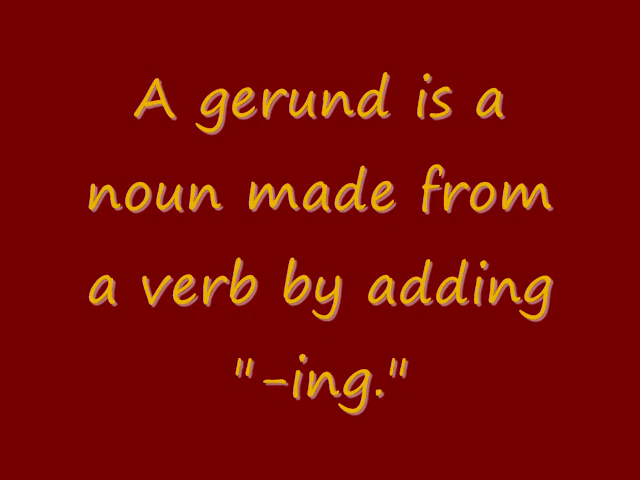 A gerund is a
noun made from
a verb by adding
"-ing."